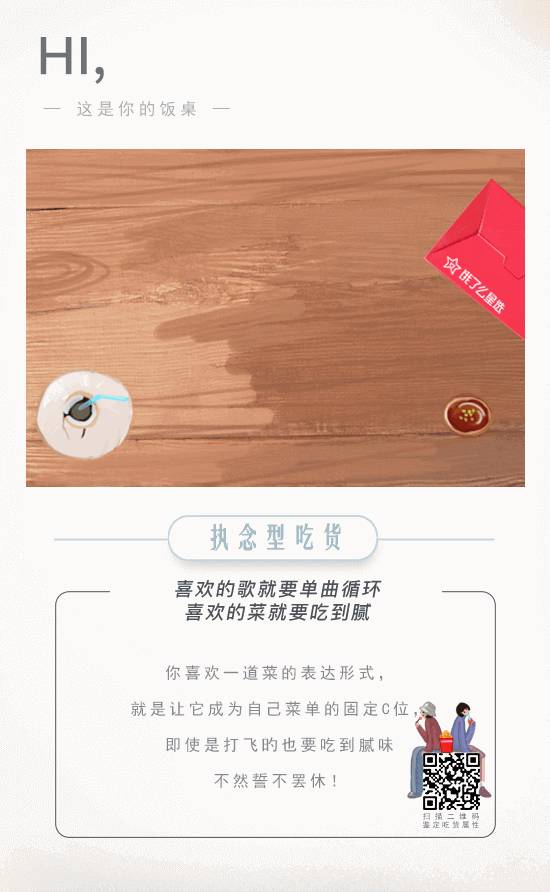 HI,
— 这是你的饭桌 —
饿了么星选
执念型吃货
喜欢的歌就要单曲循环
喜欢的菜就要吃到腻
你喜欢一道菜的表达形式，
就是让它成为自己菜单的固定C位，
即使是打飞的也要吃到腻味
不然誓不罢休！
扫描二维码
鉴定吃货属性